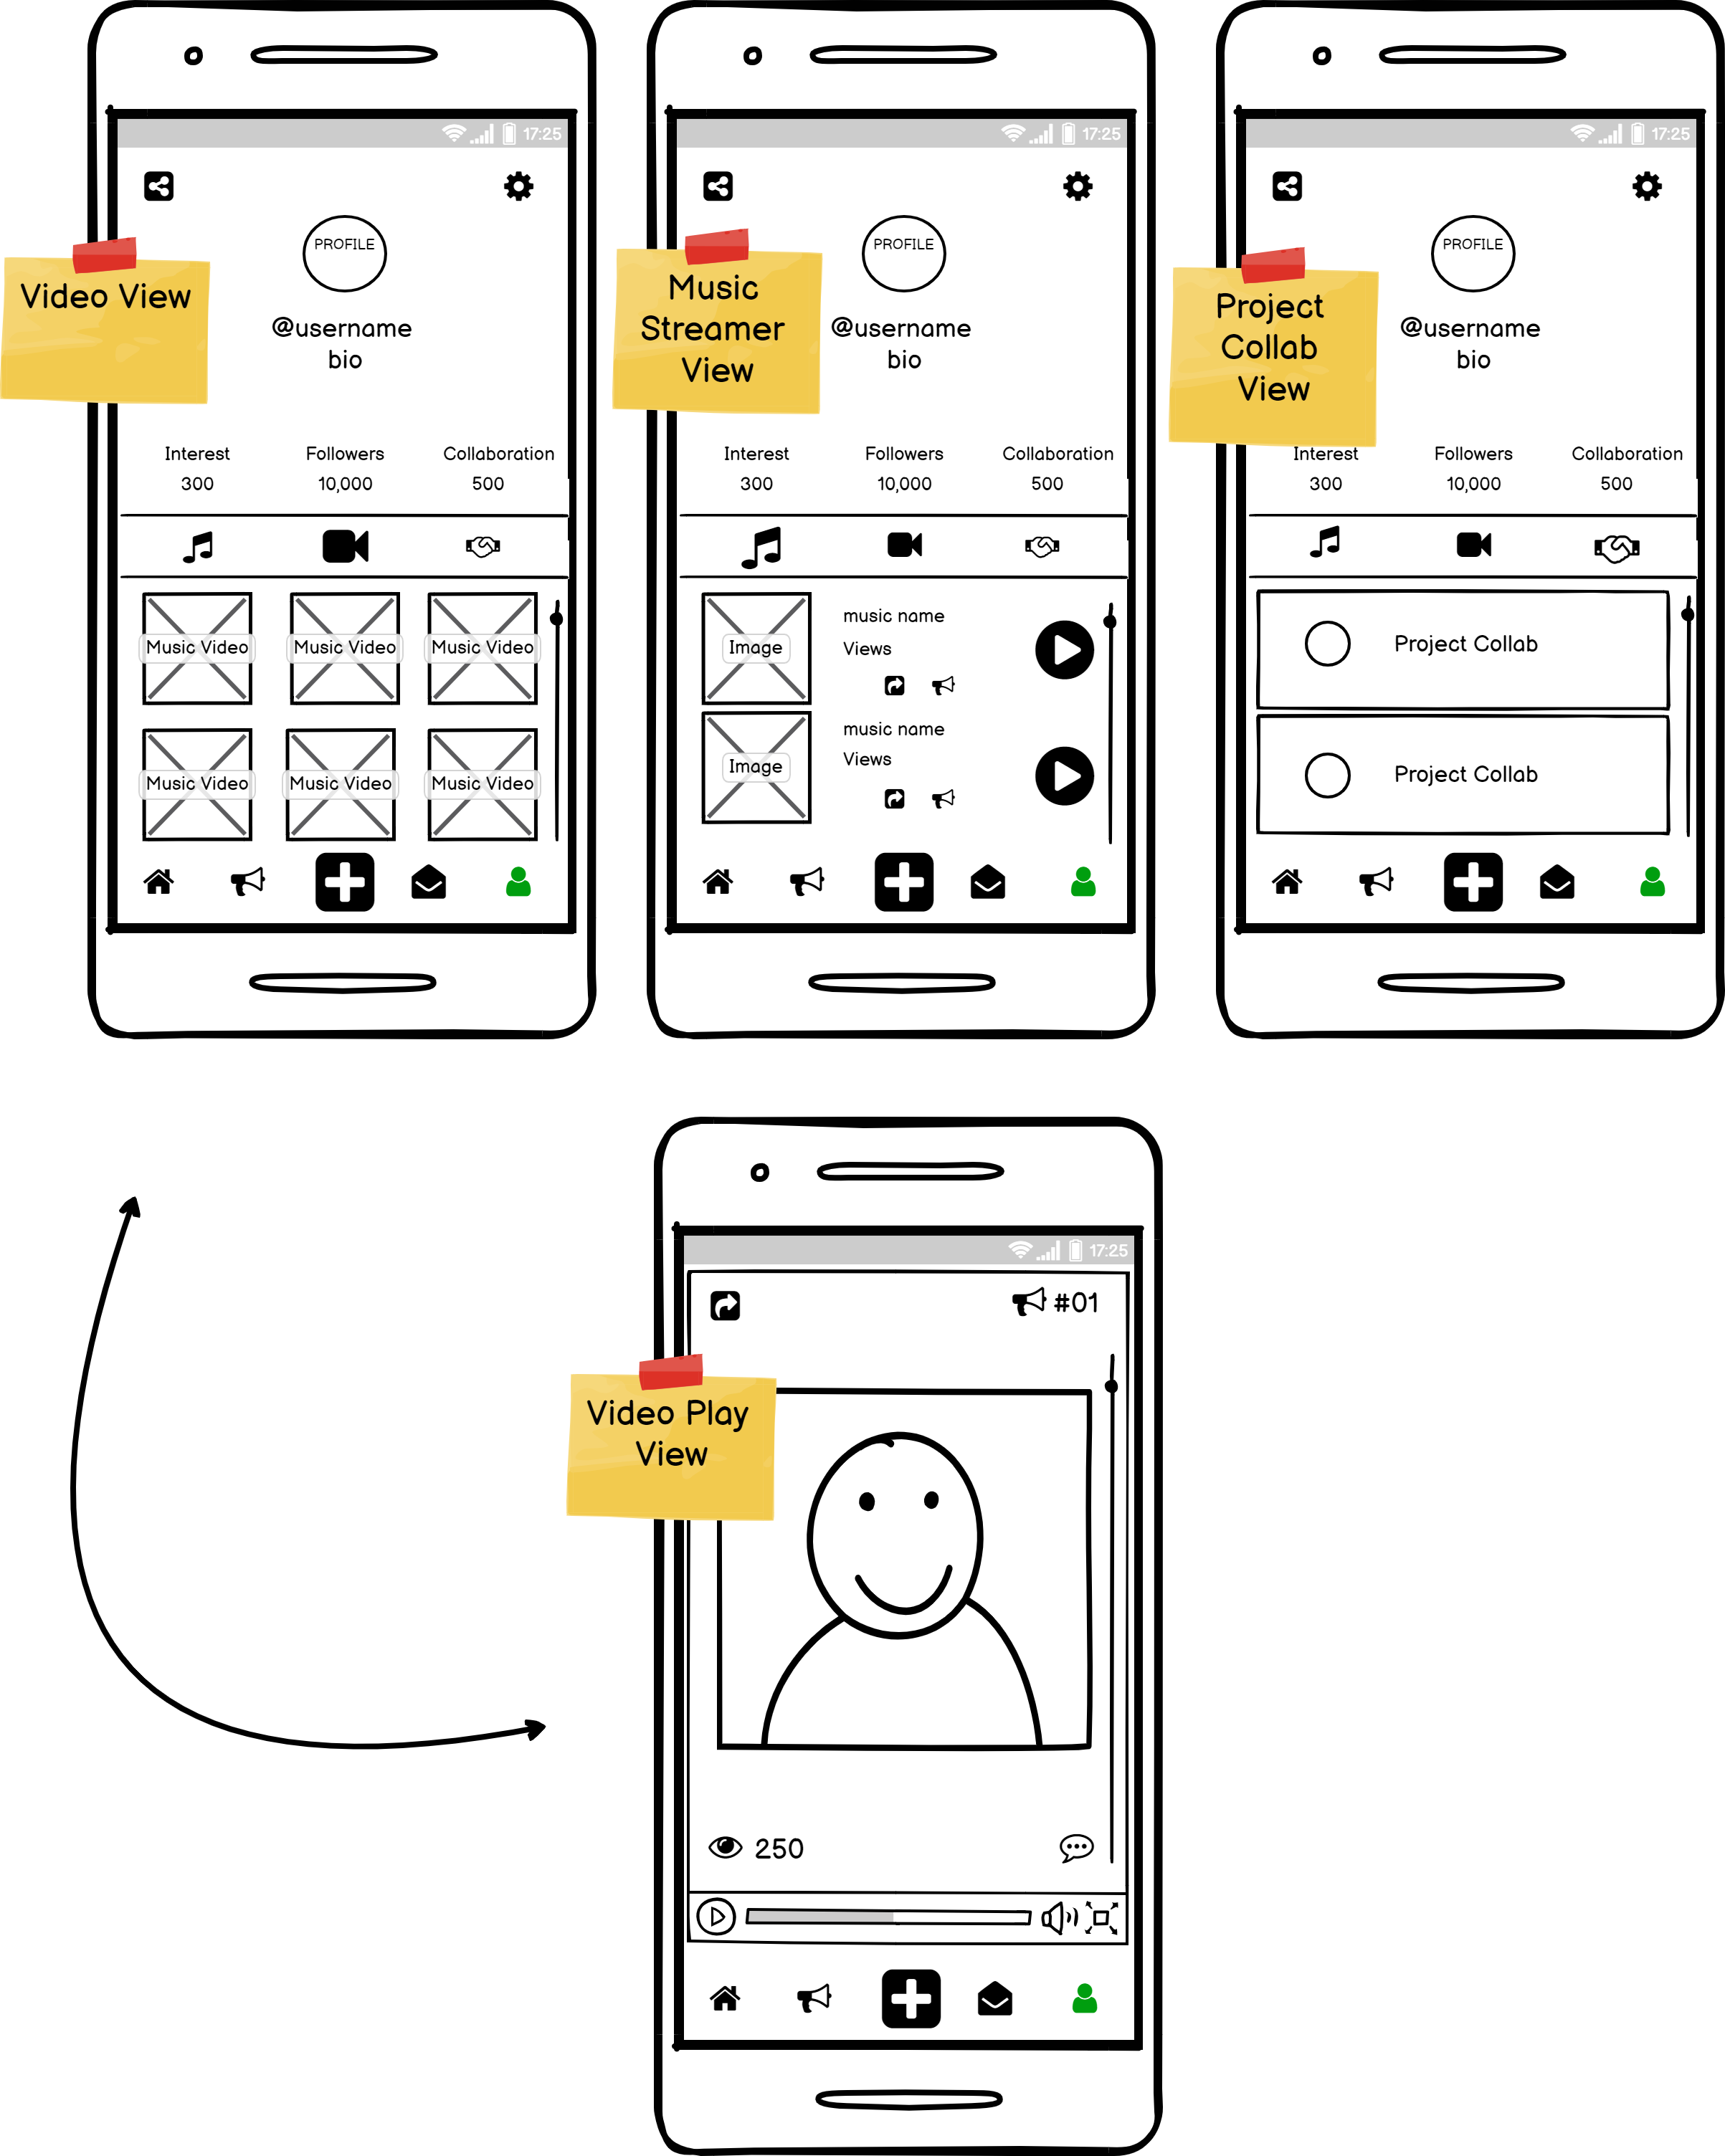 17:25
PROFILE
Video View
@username
bio
Interest Followers Collaboration
300 10,000 500
Music Video Music Video Music Video
Music Video Music Video Music Video
17:25
PROFILE
Music
Streamer
View
@username
bio
Interest Followers Collaboration
300 10,000 500
Image
music name
Views
Image
music name
Views
17:25
PROFILE
Project
Collab
View
@username
bio
Interest Followers Collaboration
300 10,000 500
Project Collab
Project Collab
17:25
#01
Video Play
View
250